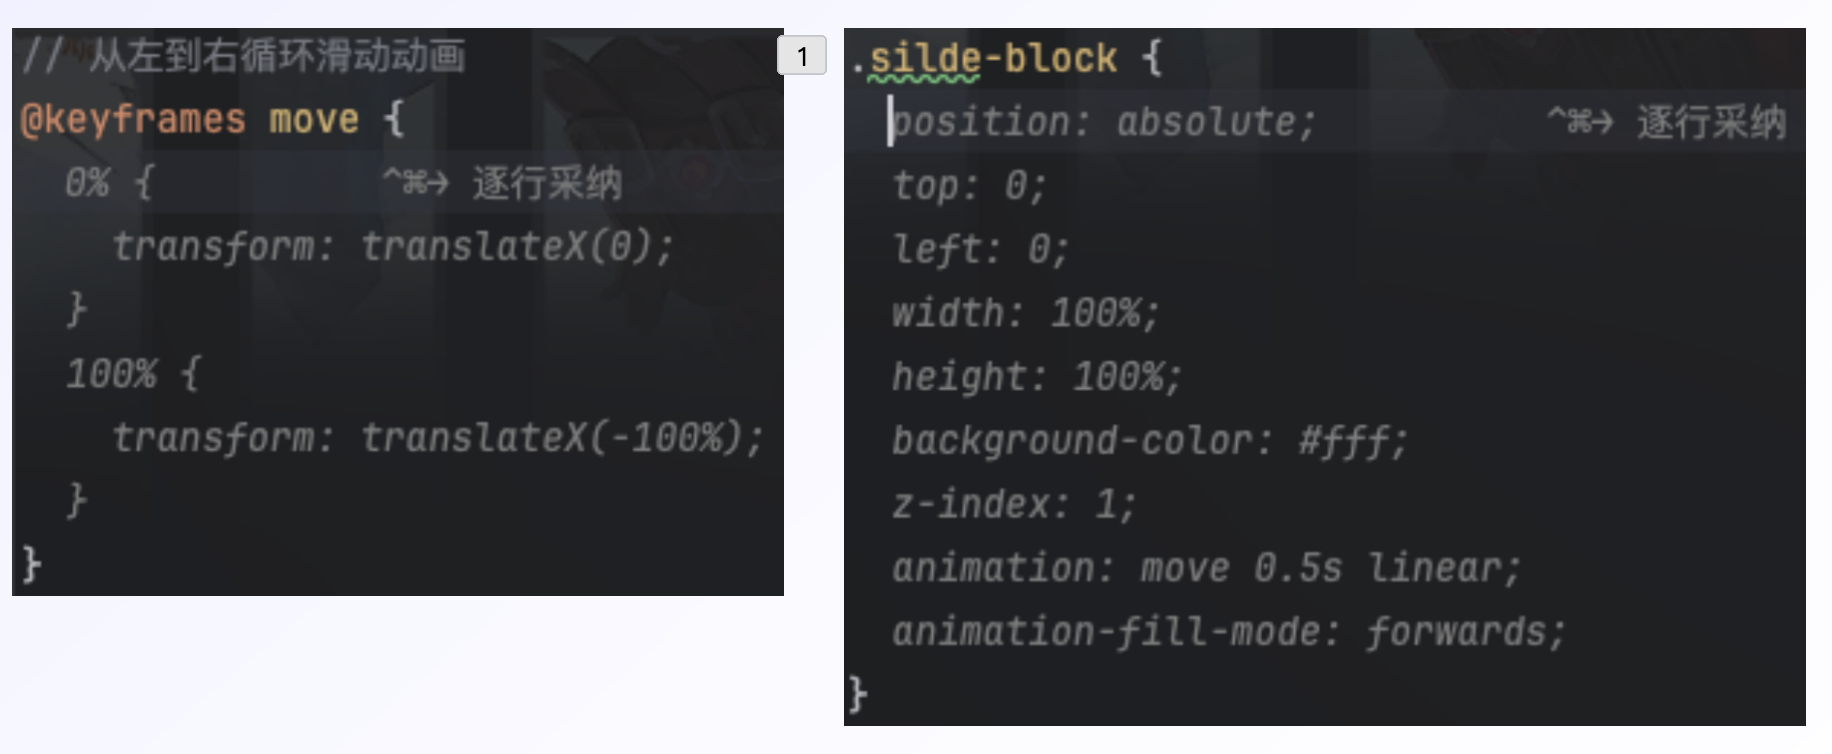 // 从左到右循环滑动动画
@keyframes move {
0% { ^⌘→ 逐行采纳
transform: translateX(0);
}
100% {
transform: translateX(-100%);
}
}
1
.silde-block {
position: absolute; ^⌘→ 逐行采纳
top: 0;
left: 0;
width: 100%;
height: 100%;
background-color: #fff;
z-index: 1;
animation: move 0.5s linear;
animation-fill-mode: forwards;
}